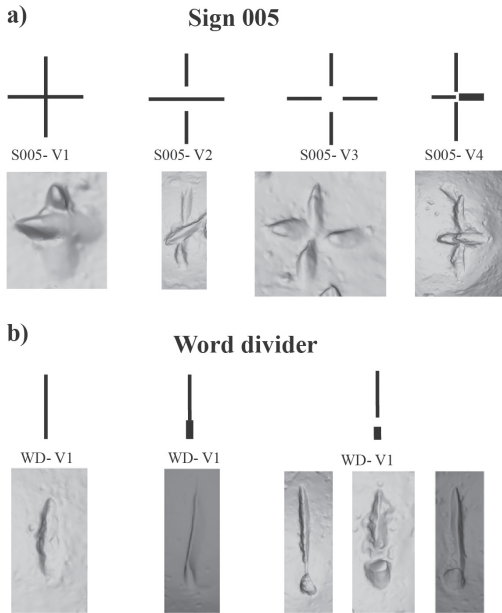 a) Sign 005
S005- V1 S005- V2 S005- V3 S005- V4
b) Word divider
WD- V1 WD- V1 WD- V1